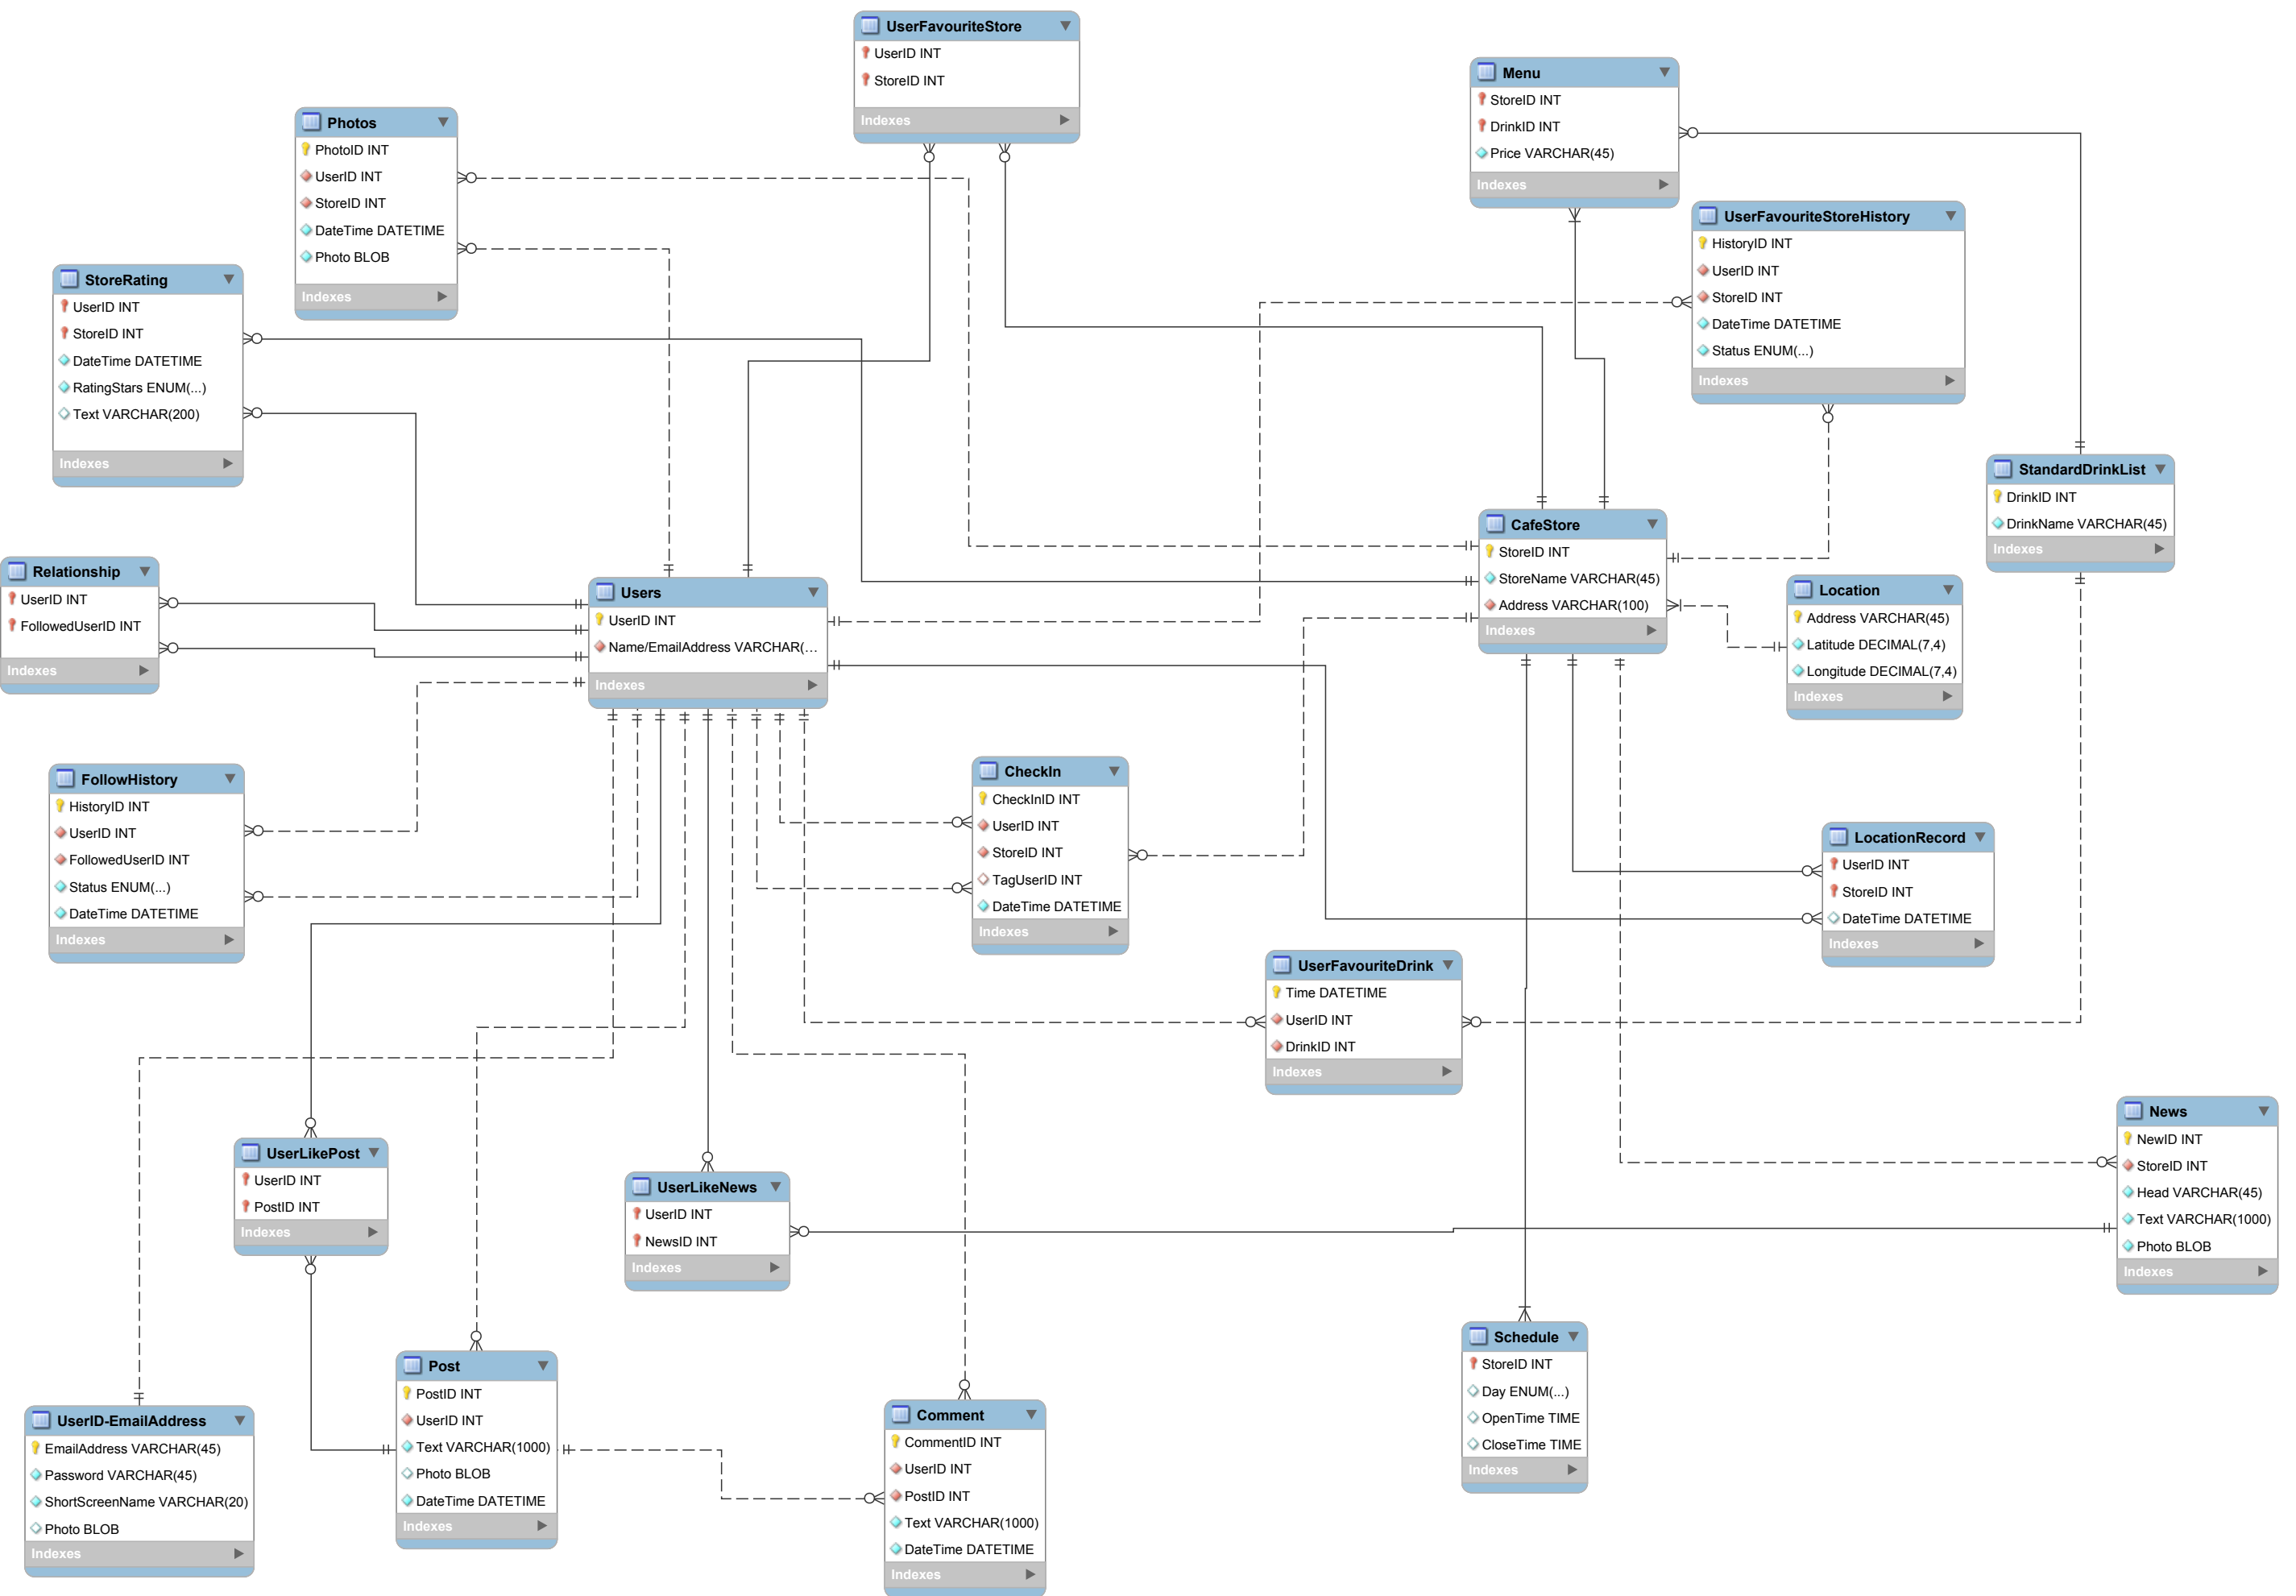 UserFavouriteStore
UserID INT
StoreID INT
Indexes
Menu
StoreID INT
DrinkID INT
Price VARCHAR(45)
Indexes
Photos
PhotoID INT
UserID INT
StoreID INT
DateTime DATETIME
Photo BLOB
Indexes
UserFavouriteStoreHistory
HistoryID INT
UserID INT
StoreID INT
DateTime DATETIME
Status ENUM(...)
Indexes
StoreRating
UserID INT
StoreID INT
DateTime DATETIME
RatingStars ENUM(...)
Text VARCHAR(200)
Indexes
StandardDrinkList
DrinkID INT
DrinkName VARCHAR(45)
Indexes
CafeStore
StoreID INT
StoreName VARCHAR(45)
Address VARCHAR(100)
Indexes
Relationship
UserID INT
FollowedUserID INT
Indexes
Users
UserID INT
Name/EmailAddress VARCHAR(...
Indexes
Location
Address VARCHAR(45)
Latitude DECIMAL(7,4)
Longitude DECIMAL(7,4)
Indexes
FollowHistory
HistoryID INT
UserID INT
FollowedUserID INT
Status ENUM(...)
DateTime DATETIME
Indexes
CheckIn
CheckInID INT
UserID INT
StoreID INT
TagUserID INT
DateTime DATETIME
Indexes
LocationRecord
UserID INT
StoreID INT
DateTime DATETIME
Indexes
UserFavouriteDrink
Time DATETIME
UserID INT
DrinkID INT
Indexes
News
NewID INT
StoreID INT
Head VARCHAR(45)
Text VARCHAR(1000)
Photo BLOB
Indexes
UserLikePost
UserID INT
PostID INT
Indexes
UserLikeNews
UserID INT
NewsID INT
Indexes
Schedule
StoreID INT
Day ENUM(...)
OpenTime TIME
CloseTime TIME
Indexes
Post
PostID INT
UserID INT
Text VARCHAR(1000)
Photo BLOB
DateTime DATETIME
Indexes
UserID-EmailAddress
EmailAddress VARCHAR(45)
Password VARCHAR(45)
ShortScreenName VARCHAR(20)
Photo BLOB
Indexes
Comment
CommentID INT
UserID INT
PostID INT
Text VARCHAR(1000)
DateTime DATETIME
Indexes